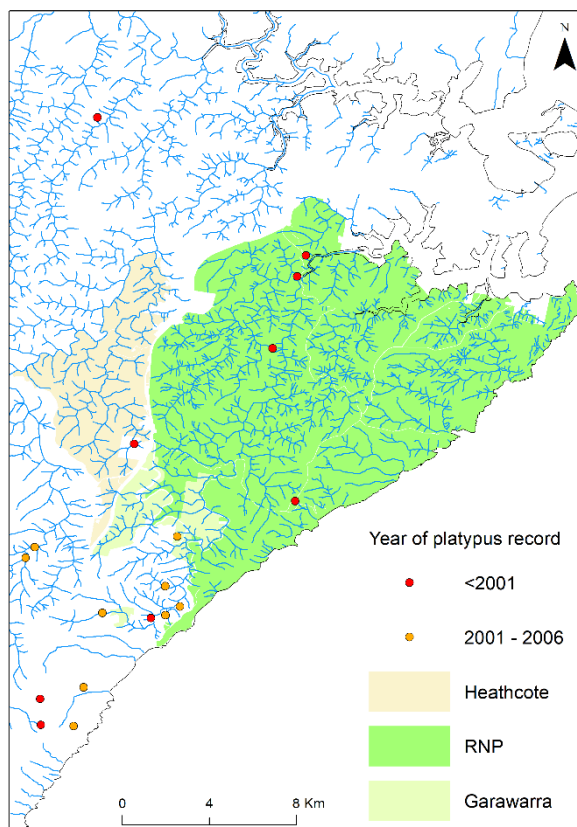 N
Year of platypus record
<2001
2001 - 2006
Heathcote
RNP
Garawarra
0 4 8 Km